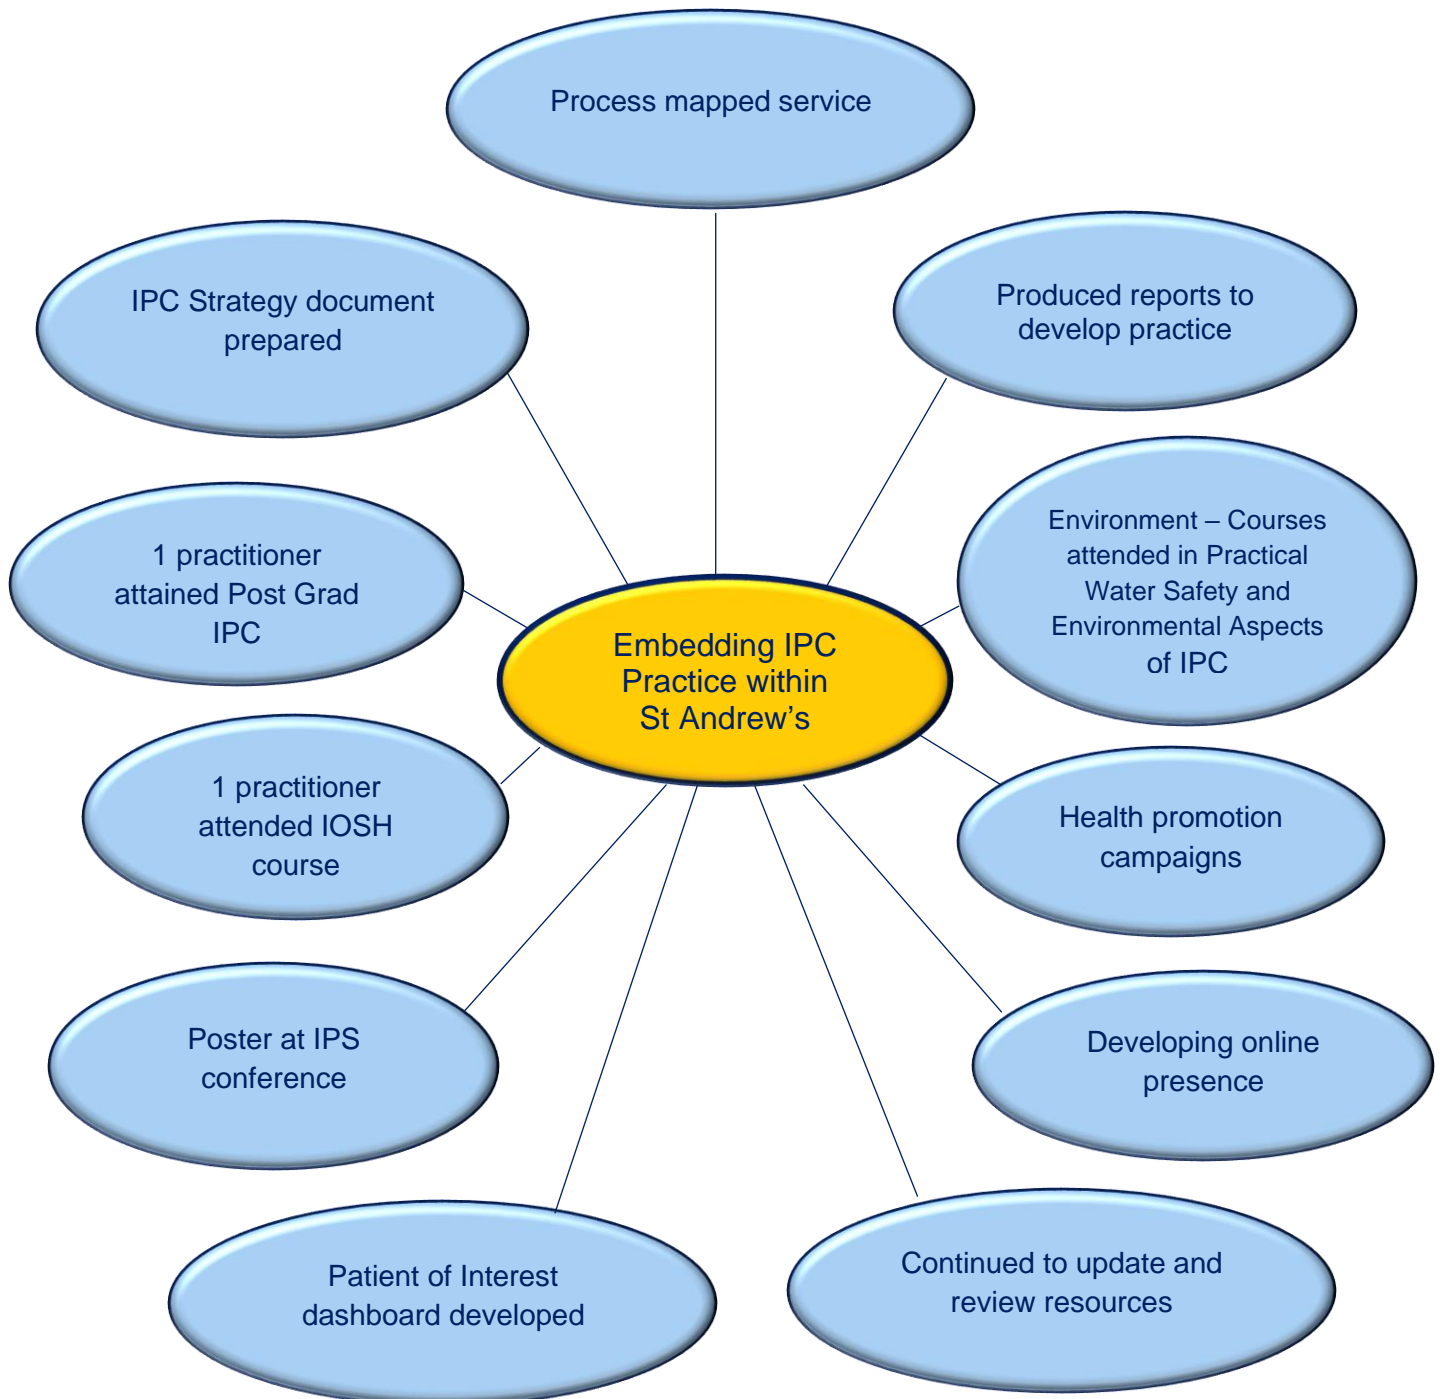 Process mapped service
IPC Strategy document
prepared
Produced reports to
develop practice
1 practitioner
attained Post Grad
IPC
Environment – Courses
attended in Practical
Water Safety and
Environmental Aspects
of IPC
Embedding IPC
Practice within
St Andrew’s
1 practitioner
attended IOSH
course
Health promotion
campaigns
Poster at IPS
conference
Developing online
presence
Patient of Interest
dashboard developed
Continued to update and
review resources